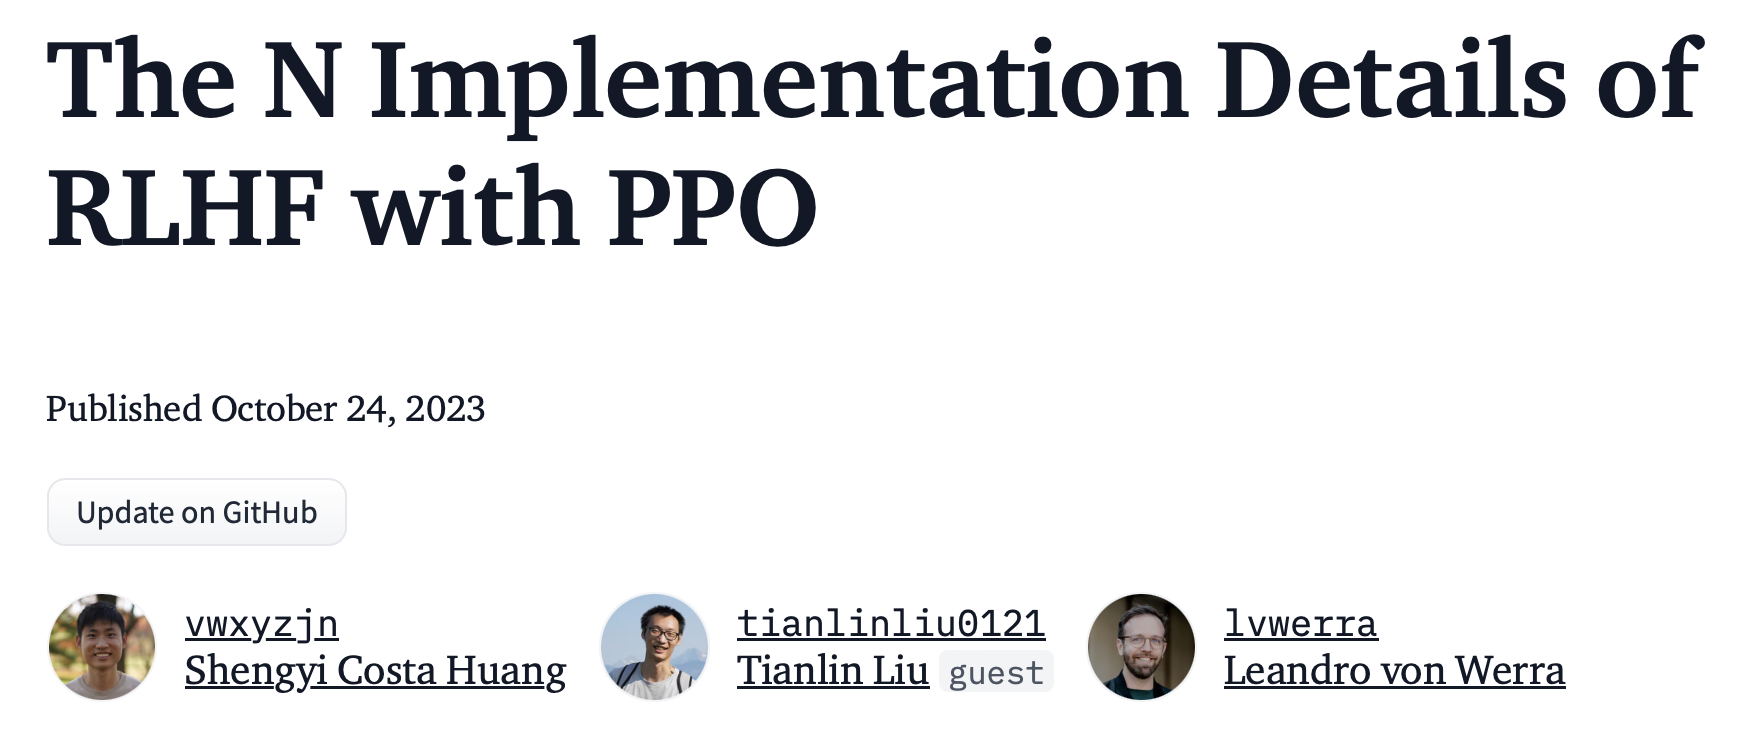 The N Implementation Details of
RLHF with PPO
Published October 24, 2023
Update on GitHub
vwxyzjn
Shengyi Costa Huang
tianlinliu0121
Tianlin Liu guest
lvwerra
Leandro von Werra